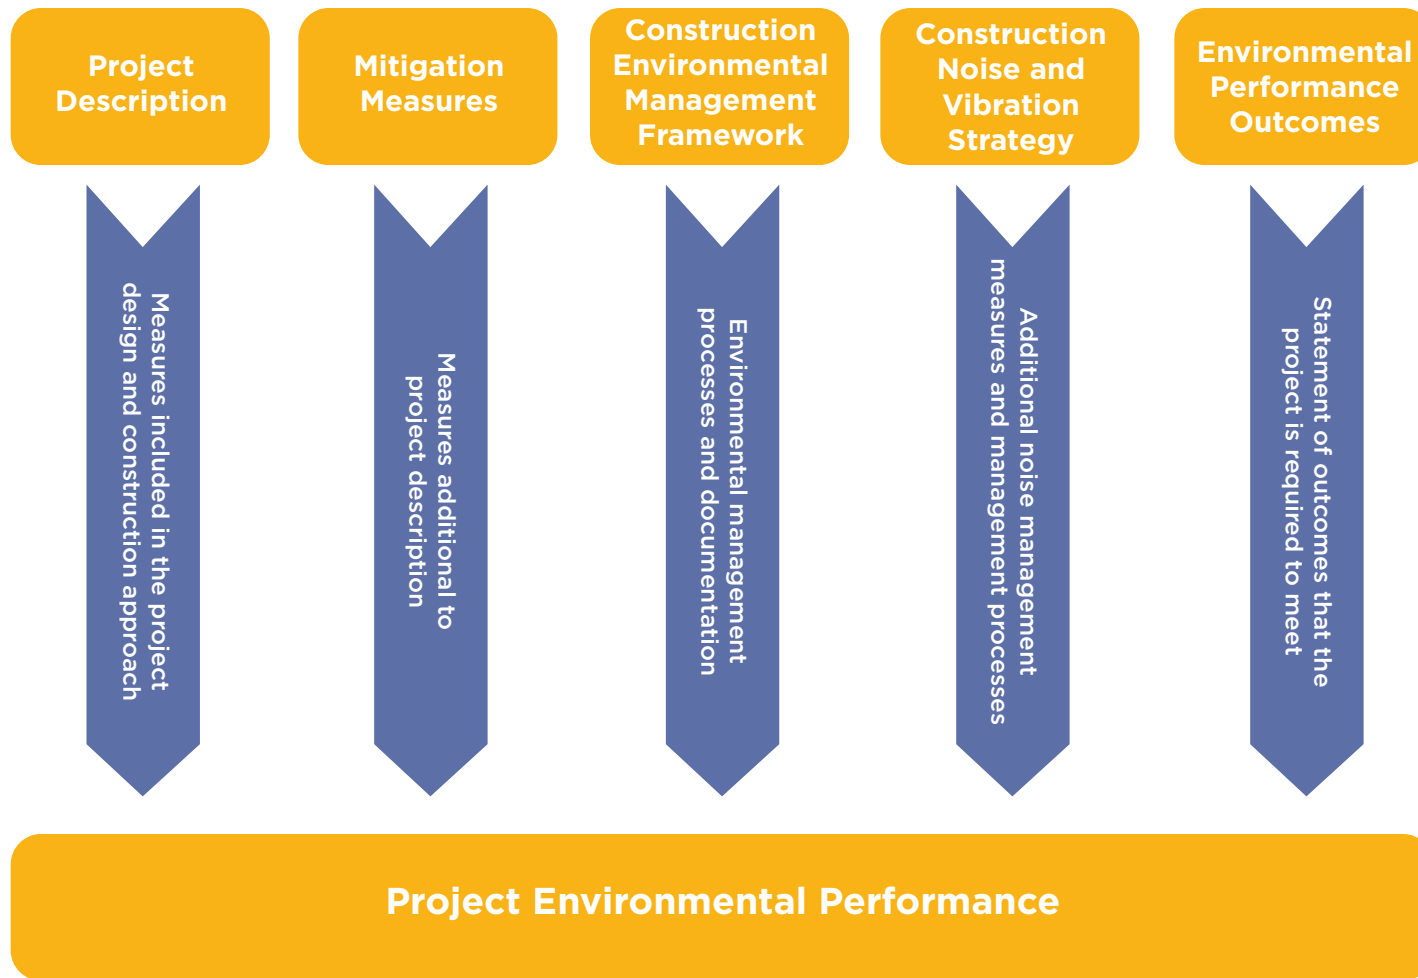 Project
Description
Mitigation
Measures
Construction
Environmental
Management
Framework
Construction
Noise and
Vibration
Strategy
Environmental
Performance
Outcomes
Measures included in the project
design and construction approach
Measures additional to
project description
Environmental management
processes and documentation
Additional noise management
measures and management processes
Statement of outcomes that the
project is required to meet
Project Environmental Performance